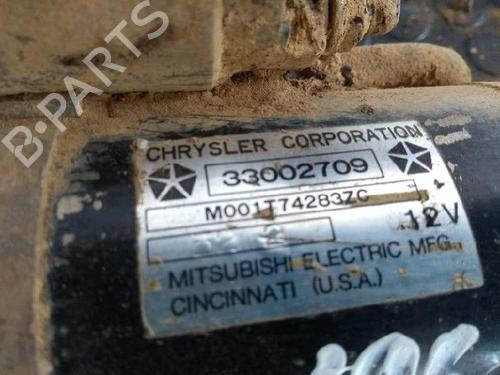 B-PARTS
CHRYSLER CORPORATION
33002709
M001T74283ZC
12V
MITSUBISHI ELECTRIC MFG.
CINCINNATI (U.S.A.)